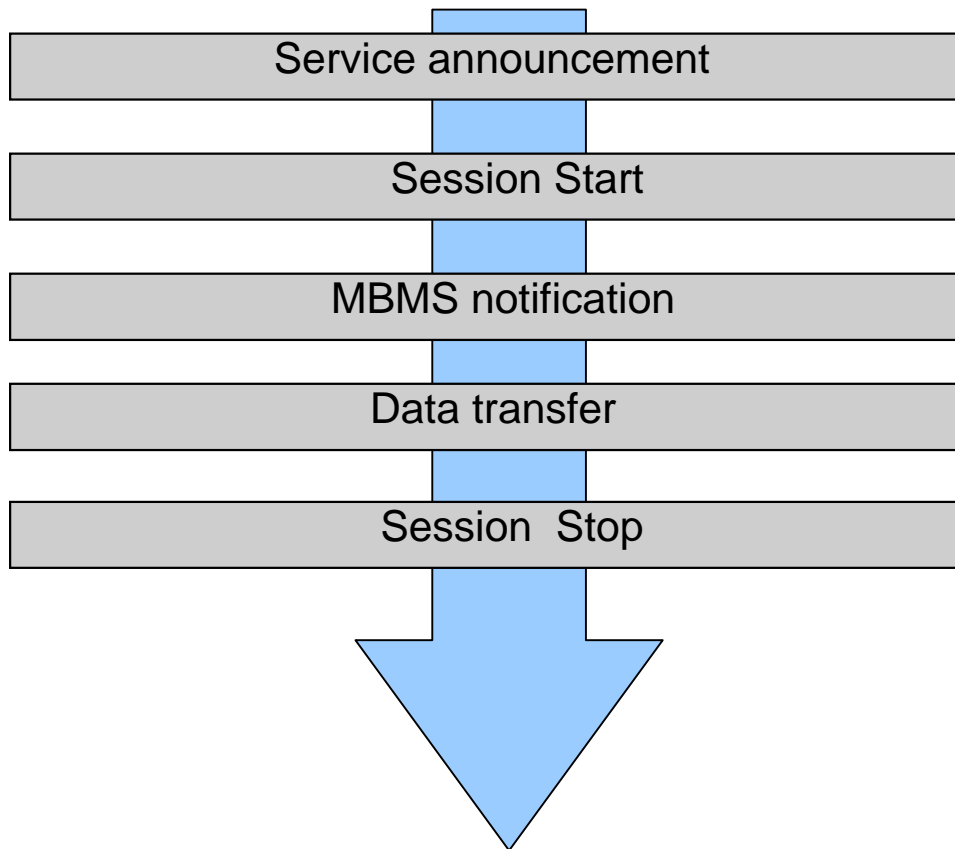 Service announcement
Session Start
MBMS notification
Data transfer
Session  Stop